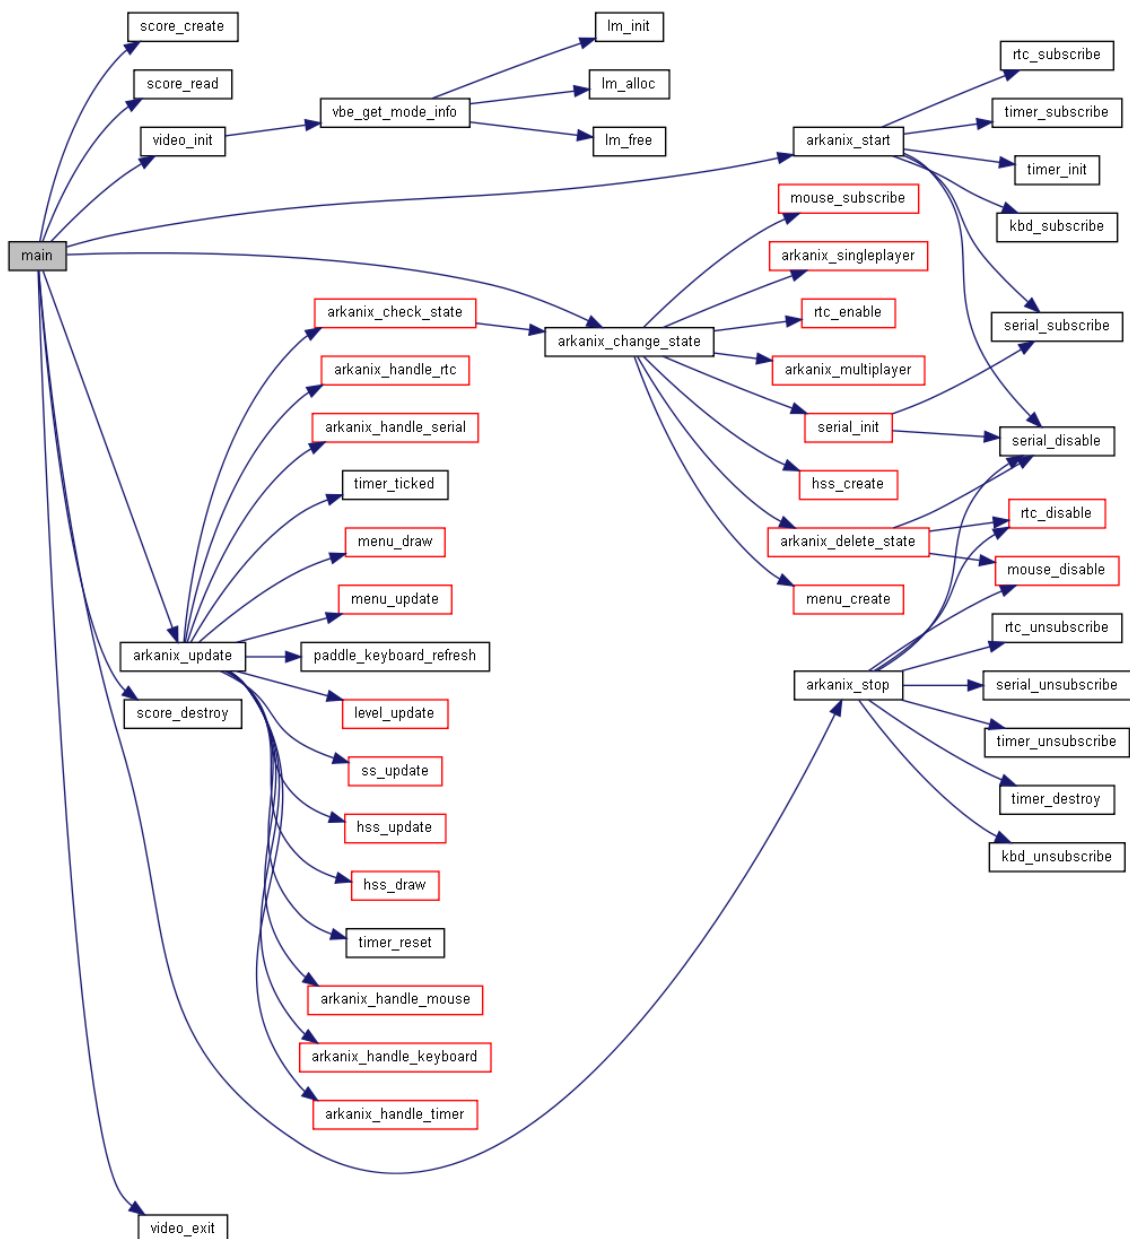 score_create
score_read
video_init
main
arkanix_update
score_destroy
video_exit
vbe_get_mode_info
arkanix_check_state
arkanix_handle_rtc
arkanix_handle_serial
timer_ticked
menu_draw
menu_update
paddle_keyboard_refresh
level_update
ss_update
hss_update
hss_draw
timer_reset
arkanix_handle_mouse
arkanix_handle_keyboard
arkanix_handle_timer
lm_init
lm_alloc
lm_free
arkanix_change_state
arkanix_start
mouse_subscribe
arkanix_singleplayer
rtc_enable
arkanix_multiplayer
serial_init
hss_create
arkanix_delete_state
menu_create
arkanix_stop
rtc_subscribe
timer_subscribe
timer_init
kbd_subscribe
serial_subscribe
serial_disable
rtc_disable
mouse_disable
rtc_unsubscribe
serial_unsubscribe
timer_unsubscribe
timer_destroy
kbd_unsubscribe